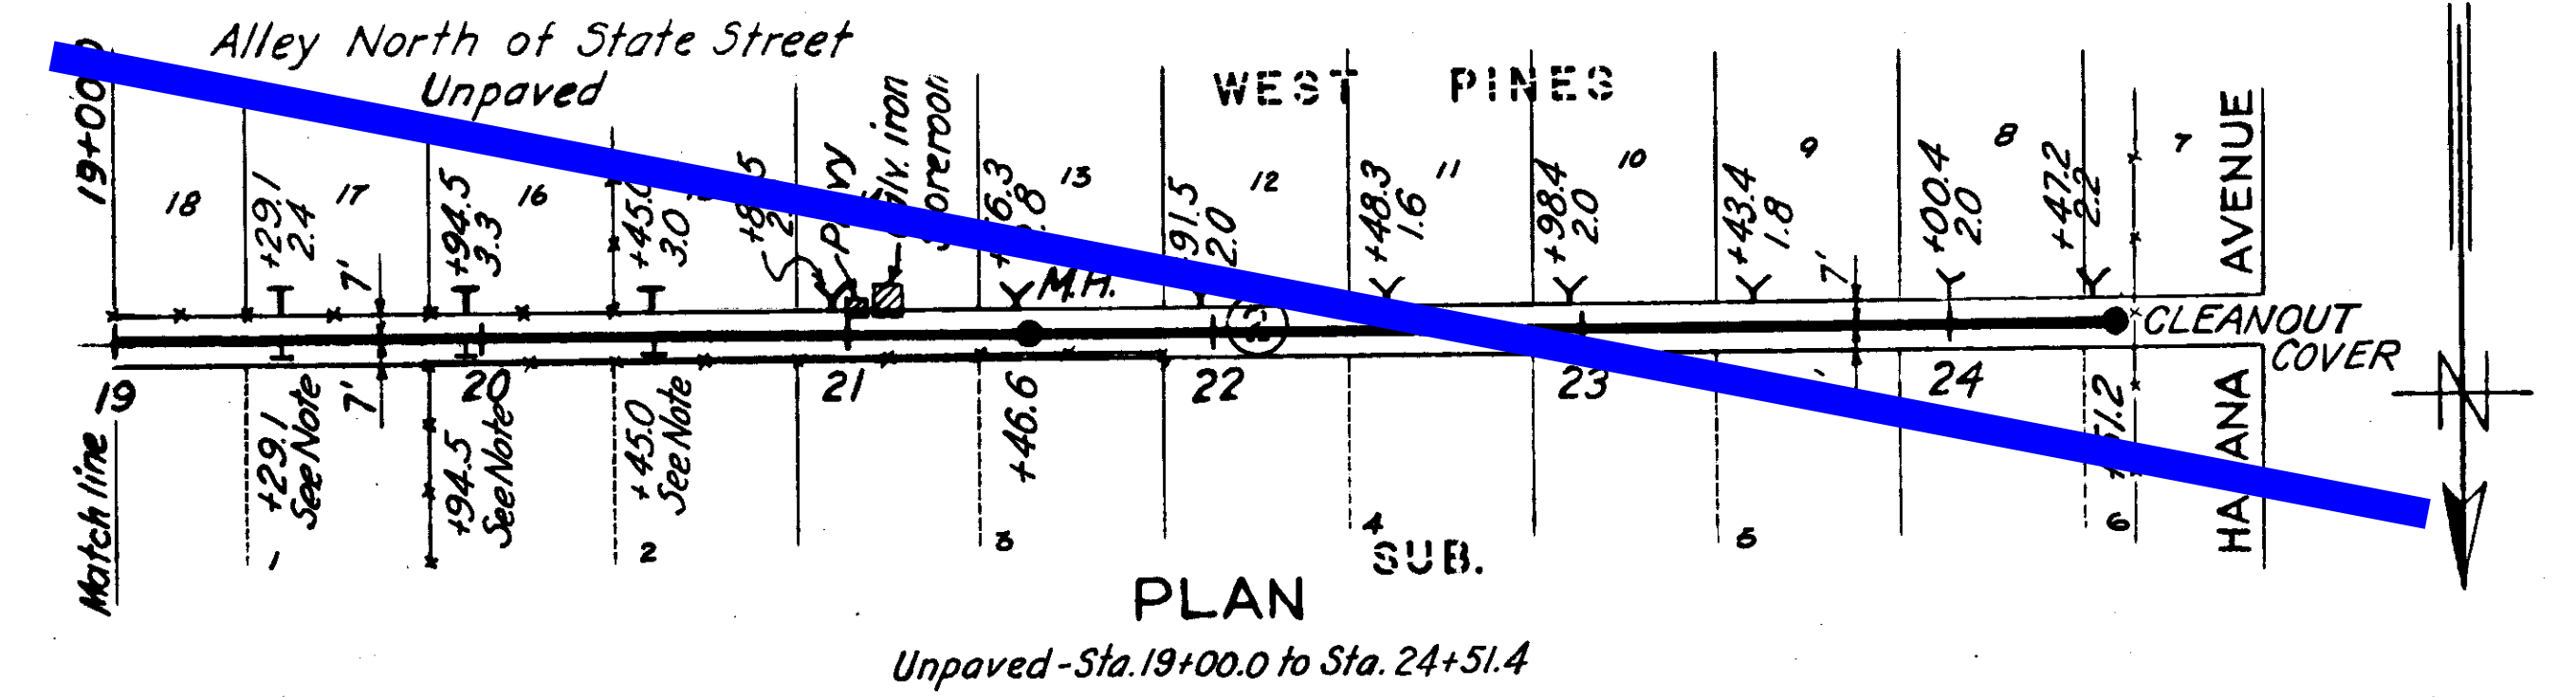 Alley North of State Street
Unpaved
WEST PINES
19+00.0
18
+29.1
2.4
17
7'
+94.5
3.3
16
3.0
iron
13
M.H.
12
2.0
+48.3
1.6
11
+98.4
2.0
10
+43.4
1.8
9
7'
+00.4
2.0
8
+47.2
2.2
7
AVENUE
CLEANOUT
COVER
19
20
21
22
23
24
Match line
+29.1
See Note
7'
+94.5
See Note
+45.0
See Note
+46.6
1
2
3
4
5
6
SUB.
N
PLAN
Unpaved - Sta. 19+00.0 to Sta. 24+51.4